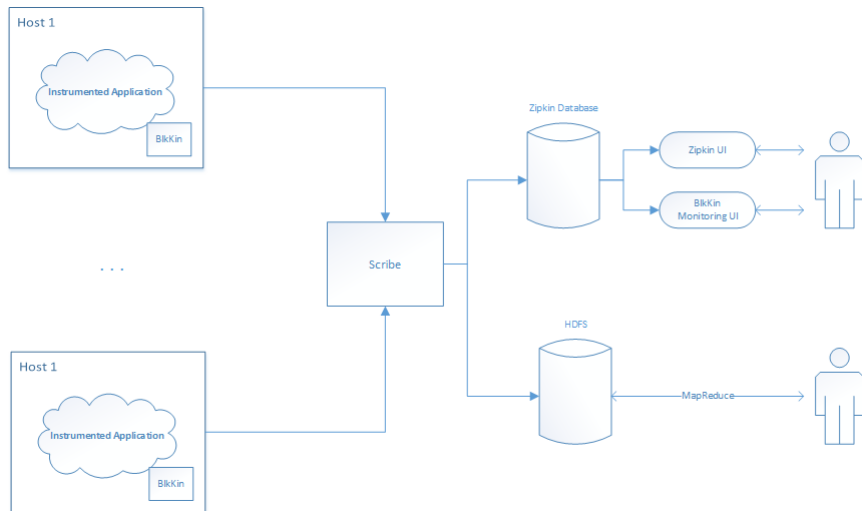 Host 1
Instrumented Application
BlkKin
. . .
Host 1
Instrumented Application
BlkKin
Scribe
Zipkin Database
Zipkin UI
BlkKin
Monitoring UI
HDFS
MapReduce